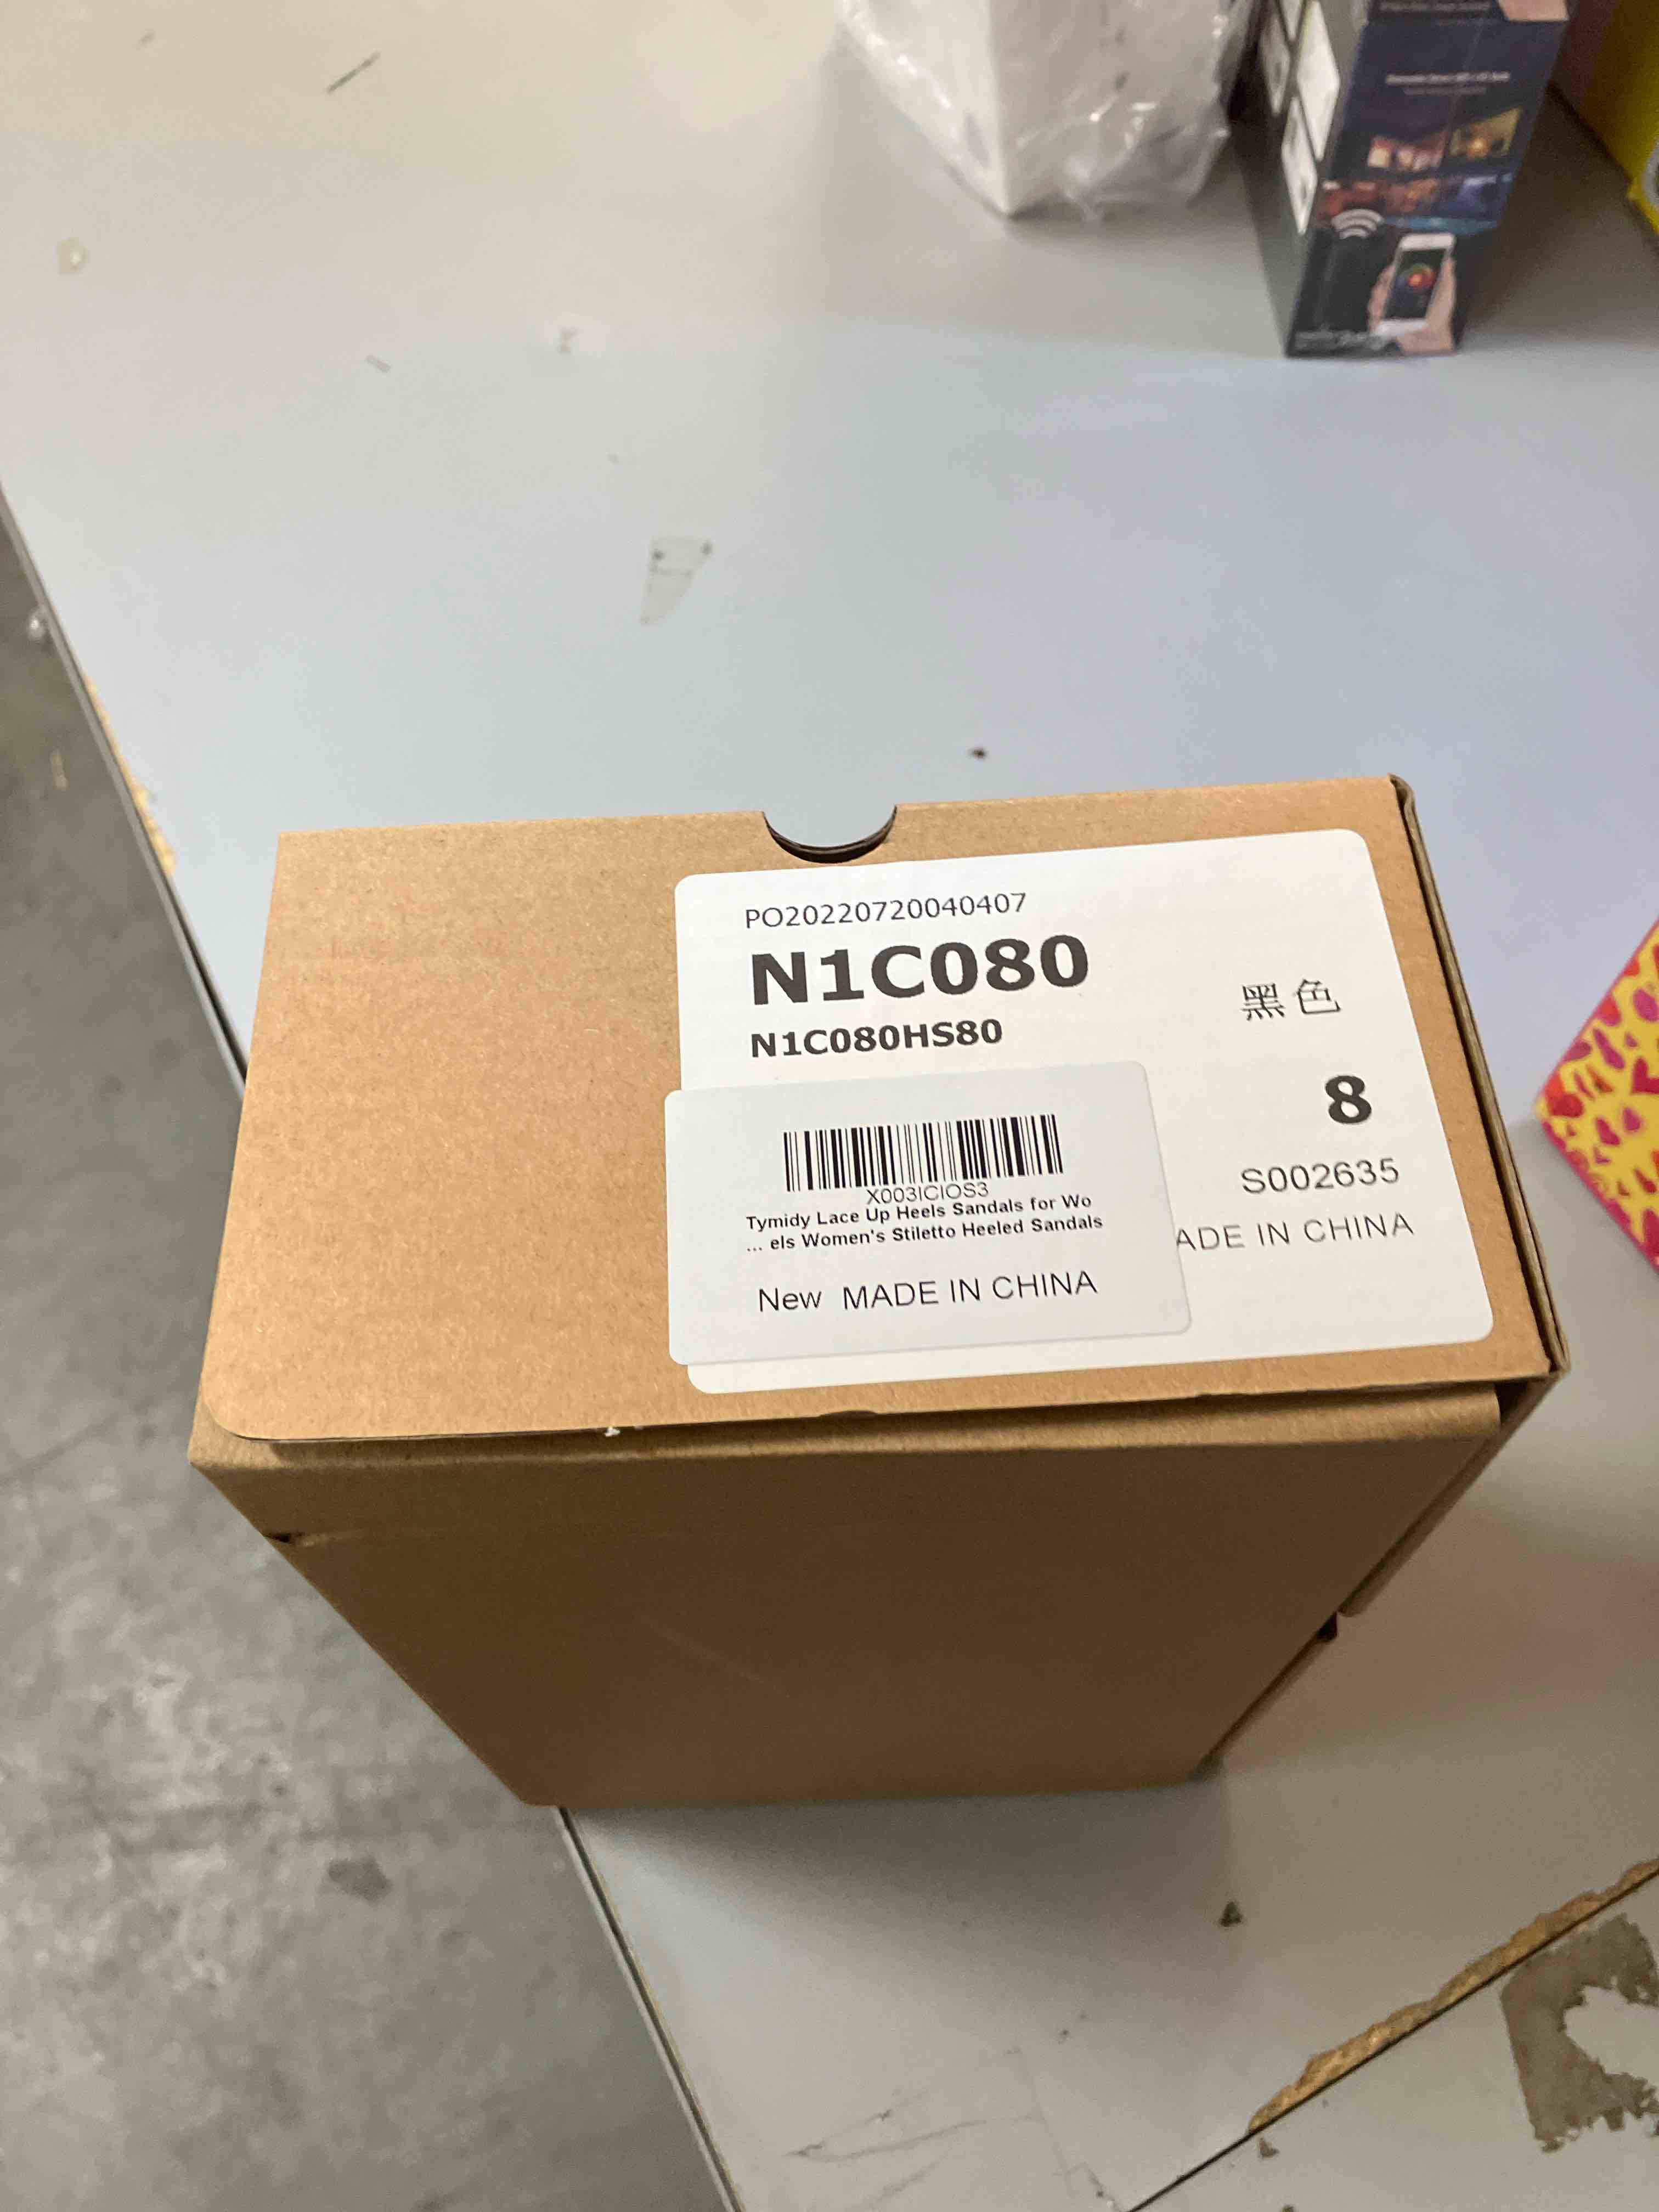 PO20220720040407
N1C080
黑色
N1C080HS80
8
X003ICIOS3
Tymidy Lace Up Heels Sandals for Wo
... els Women's Stiletto Heeled Sandals
New MADE IN CHINA
S002635
ADE IN CHINA